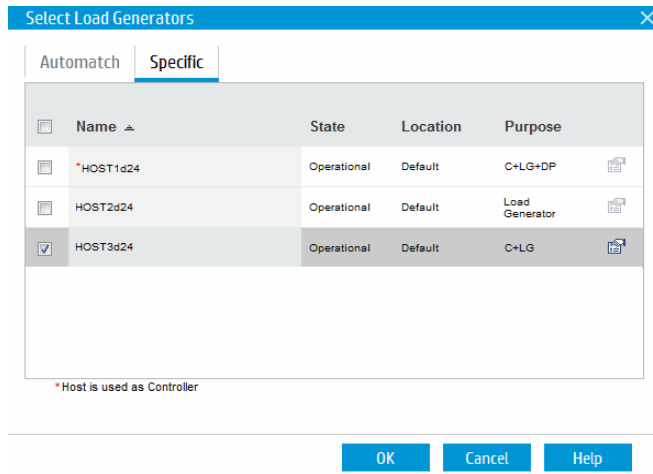 Select Load Generators
Automatch Specific
Name State Location Purpose
*HOST1d24 Operational Default C+LG+DP
HOST2d24 Operational Default Load Generator
HOST3d24 Operational Default C+LG
*Host is used as Controller
OK Cancel Help